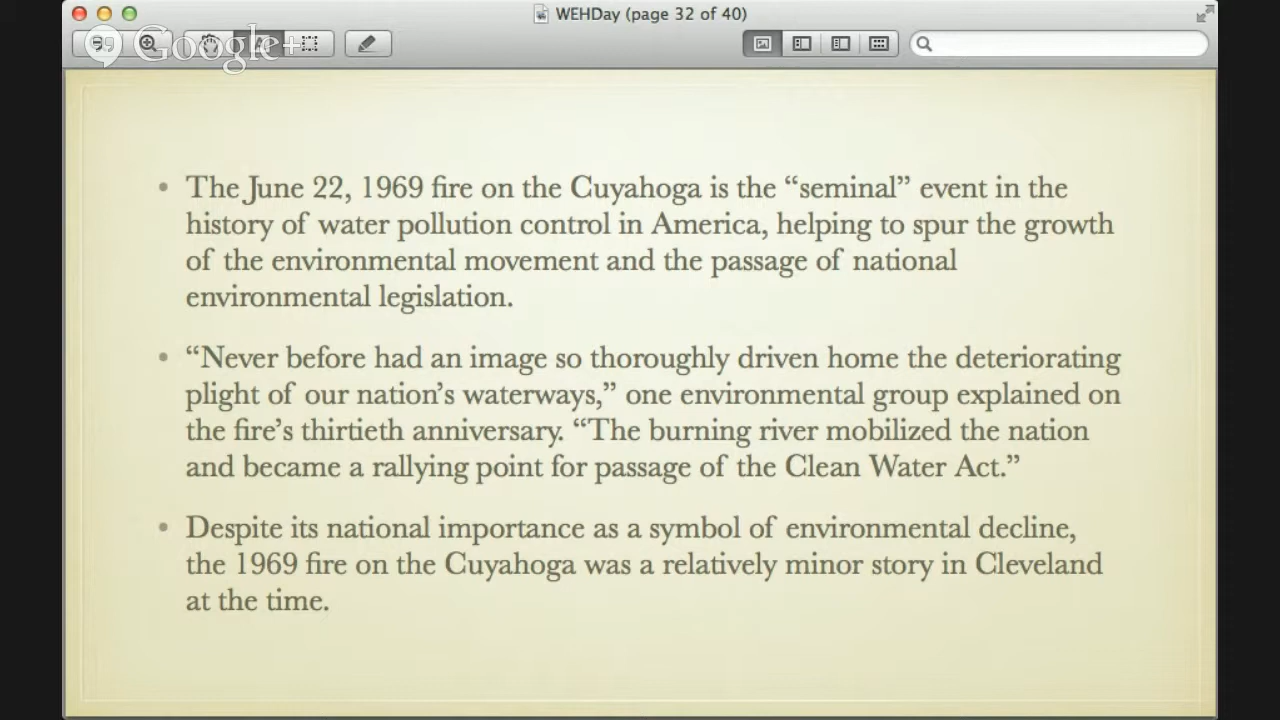 WEHDay (page 32 of 40)
Google+
• The June 22, 1969 fire on the Cuyahoga is the “seminal” event in the
history of water pollution control in America, helping to spur the growth
of the environmental movement and the passage of national
environmental legislation.
• “Never before had an image so thoroughly driven home the deteriorating
plight of our nation’s waterways,” one environmental group explained on
the fire’s thirtieth anniversary. “The burning river mobilized the nation
and became a rallying point for passage of the Clean Water Act.”
• Despite its national importance as a symbol of environmental decline,
the 1969 fire on the Cuyahoga was a relatively minor story in Cleveland
at the time.